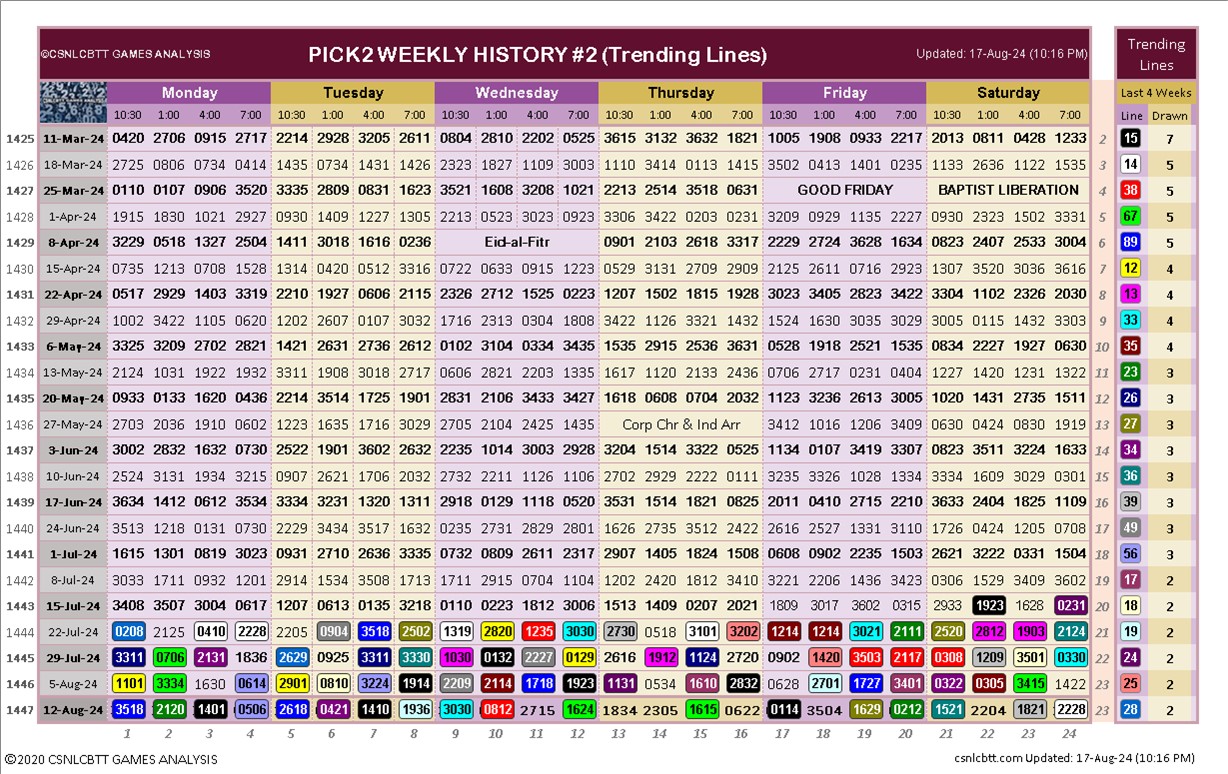 ©CSNLCBTT GAMES ANALYSIS PICK2 WEEKLY HISTORY #2 (Trending Lines) Updated: 17-Aug-24 (10:16 PM) Trending Lines
Monday Tuesday Wednesday Thursday Friday Saturday Last 4 Weeks
10:30 1:00 4:00 7:00 10:30 1:00 4:00 7:00 10:30 1:00 4:00 7:00 10:30 1:00 4:00 7:00 10:30 1:00 4:00 7:00 10:30 1:00 4:00 7:00 Line Drawn
1425 11-Mar-24 0420 2706 0915 2717 2214 2928 3205 2611 0804 2810 2202 0525 3615 3132 3632 1821 1005 1908 0933 2217 2013 0811 0428 1233 2 15 7
1426 18-Mar-24 2725 0806 0734 0414 1435 0734 1431 1425 2323 1827 1109 3003 1110 3414 0113 1415 3502 0413 1401 0235 1133 2636 1122 1535 3 14 5
1427 25-Mar-24 0110 0107 0906 3520 3335 2809 0831 1623 3521 1608 3208 1021 2213 2514 3518 0631 GOOD FRIDAY BAPTIST LIBERATION 4 38 5
1428 1-Apr-24 1915 1830 1021 2927 0930 1409 1227 1305 2213 0523 3023 0923 3306 3422 0203 0231 3209 0929 1135 2227 0930 2323 1502 3331 5 67 5
1429 8-Apr-24 3229 0518 1327 2504 1411 3018 1616 0236 Eid-al-Fitr 0901 2103 2618 3317 2229 2724 3628 1634 0823 2407 2533 3004 6 89 5
1430 15-Apr-24 0735 1213 0708 1528 1314 0420 0512 3316 0722 0633 0915 1223 0529 3131 2709 2909 2125 2611 0716 2923 1307 3520 3036 3616 7 12 4
1431 22-Apr-24 0517 2929 1403 3319 2210 1927 0606 2113 2326 2712 1525 0223 1207 1502 1815 1928 3023 3405 2823 3422 3304 1102 2326 2030 8 13 4
1432 29-Apr-24 1002 3422 1105 0620 1202 2607 0107 3032 1716 2313 0304 1808 3422 1126 3321 1432 1524 1630 3335 3029 3005 0115 1432 3303 9 33 4
1433 6-May-24 3325 3209 2702 2821 1421 2631 2736 2612 0102 3104 0334 3435 1535 2915 2636 3631 0528 1918 2521 1535 0834 2227 1927 0630 10 35 4
1434 13-May-24 2124 1031 1922 1932 3311 1908 3018 2717 0606 2821 2203 1335 1617 1120 2133 2436 2706 2717 0231 0404 1227 1420 1231 1422 11 23 3
1435 20-May-24 0933 0133 1620 0436 2214 3514 1725 1901 2831 2106 3433 3427 1618 0608 0704 2032 1123 3236 2613 3005 1020 1431 2735 1511 12 26 3
1436 27-May-24 2703 2036 1910 0602 1223 1635 1716 3029 2705 2104 2425 1435 Corp Chr & Ind Arr 3412 1016 1206 3409 0630 0424 0830 1919 13 27 3
1437 3-Jun-24 3002 2832 1632 0730 2522 1901 3602 2632 2235 1014 3003 2928 3204 1514 3322 0525 1134 0107 3419 3307 0823 3511 3224 1633 14 34 3
1438 10-Jun-24 2524 3131 1934 3215 0907 2621 1706 2033 2732 2211 1126 1106 2702 2929 2222 0111 3235 3326 1028 1334 3334 1609 3029 0301 15 36 3
1439 17-Jun-24 3634 1412 0612 3534 3334 3231 1320 1311 2918 0129 1118 0520 3531 1514 1821 0825 2011 0410 2715 2210 3633 2404 1825 1109 16 39 3
1440 24-Jun-24 3513 1218 0131 0730 2229 3434 3517 1632 0235 2731 2829 2801 1626 2735 3512 2422 2616 2527 1331 3110 1726 0424 1205 0708 17 49 3
1441 1-Jul-24 1615 1301 0819 3023 0931 2710 2636 3335 0732 0809 2611 2317 2907 1405 1824 1508 0608 0902 2235 1503 2621 3222 0331 1504 18 56 3
1442 8-Jul-24 3033 1711 0932 1201 2914 1534 3508 1713 1711 2915 0704 1104 1202 2420 1812 3410 3221 2206 1436 3423 0306 1529 3409 3602 19 17 2
1443 15-Jul-24 3408 3507 3004 0617 1207 0613 0135 3218 0110 0223 1812 3006 1513 1409 0207 2021 1809 3017 3602 0315 2933 1923 1628 0231 20 18 2
1444 22-Jul-24 0208 2125 0410 2228 2205 0904 3518 2502 1319 2820 1235 3030 2730 0518 3101 3202 1214 1214 3021 2111 2520 2812 1903 2124 21 19 2
1445 29-Jul-24 3311 0706 2131 1836 2629 0925 3311 3330 1030 0132 2227 0129 2616 1912 1124 2720 0902 1420 3503 2117 0308 1209 3501 0330 22 24 2
1446 5-Aug-24 1101 3334 1630 0614 2901 0810 3224 1914 2209 2114 1718 1923 1131 0534 1610 2832 0628 2701 1727 3401 0322 0305 3415 1422 23 25 2
1447 12-Aug-24 3518 2120 1401 0506 2618 0421 1410 1936 3030 0812 2715 1624 1834 2305 1615 0622 0114 3504 1629 0212 1521 2204 1821 2228 23 28 2
1 2 3 4 5 6 7 8 9 10 11 12 13 14 15 16 17 18 19 20 21 22 23 24
©2020 CSNLCBTT GAMES ANALYSIS csnlcbtt.com Updated: 17-Aug-24 (10:16 PM)